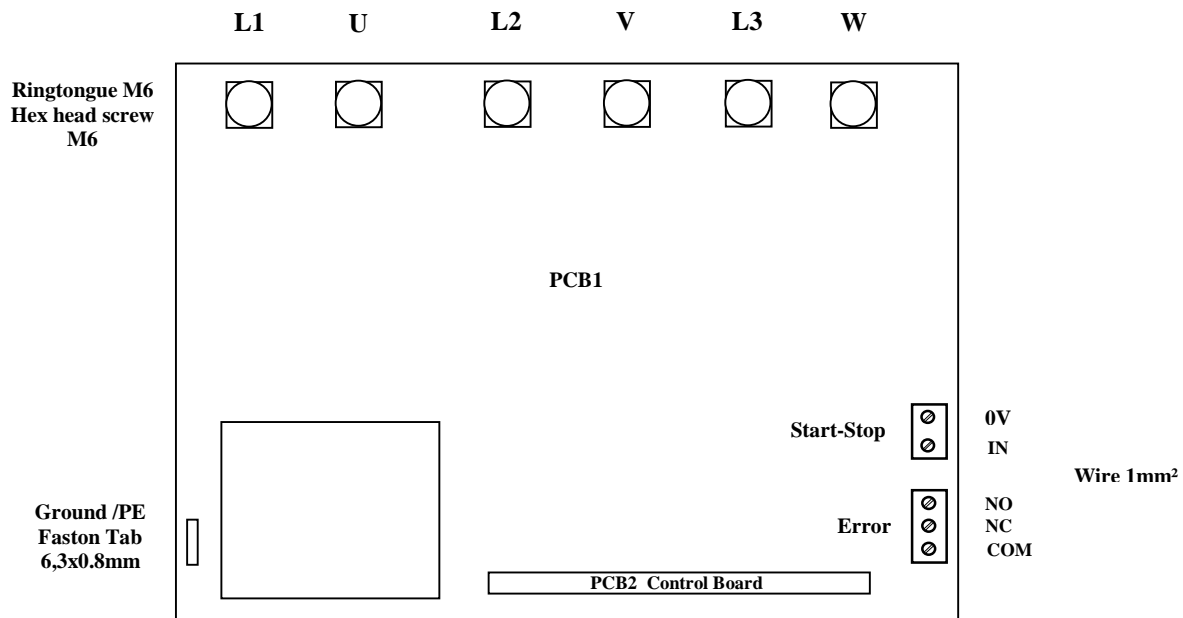 L1 U L2 V L3 W
Ringtongue M6
Hex head screw
M6
PCB1
Start-Stop
0V
IN
Wire 1mm²
Error
NO
NC
COM
Ground /PE
Faston Tab
6,3x0.8mm
PCB2 Control Board